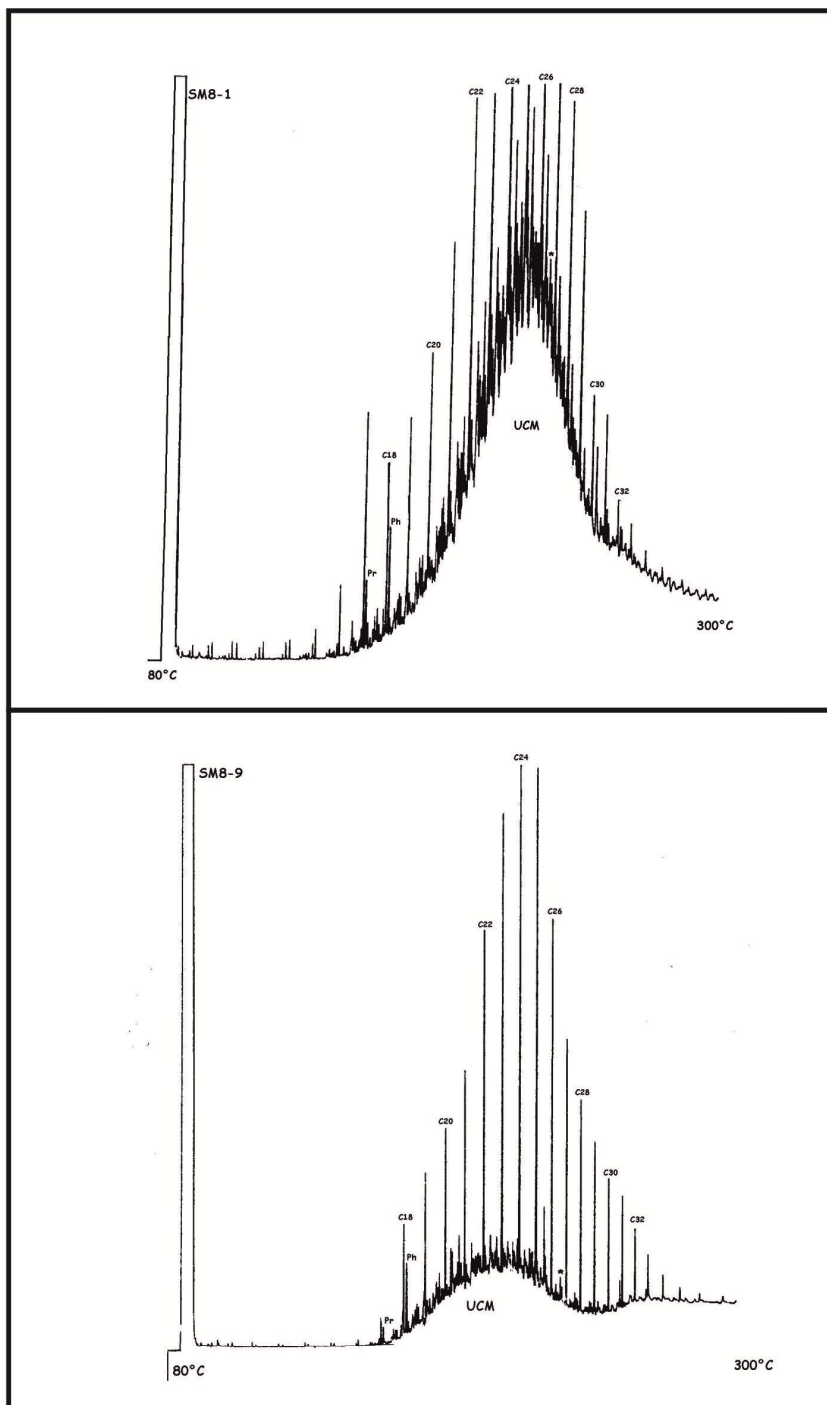 SM8-1
C22
C24
C26
C28
*
C20
UCM
C18
C30
Ph
C32
Pr
300°C
80°C
SM8-9
C24
C22
C26
C28
C20
C30
C18
C32
Ph
*
UCM
Pr
80°C
300°C